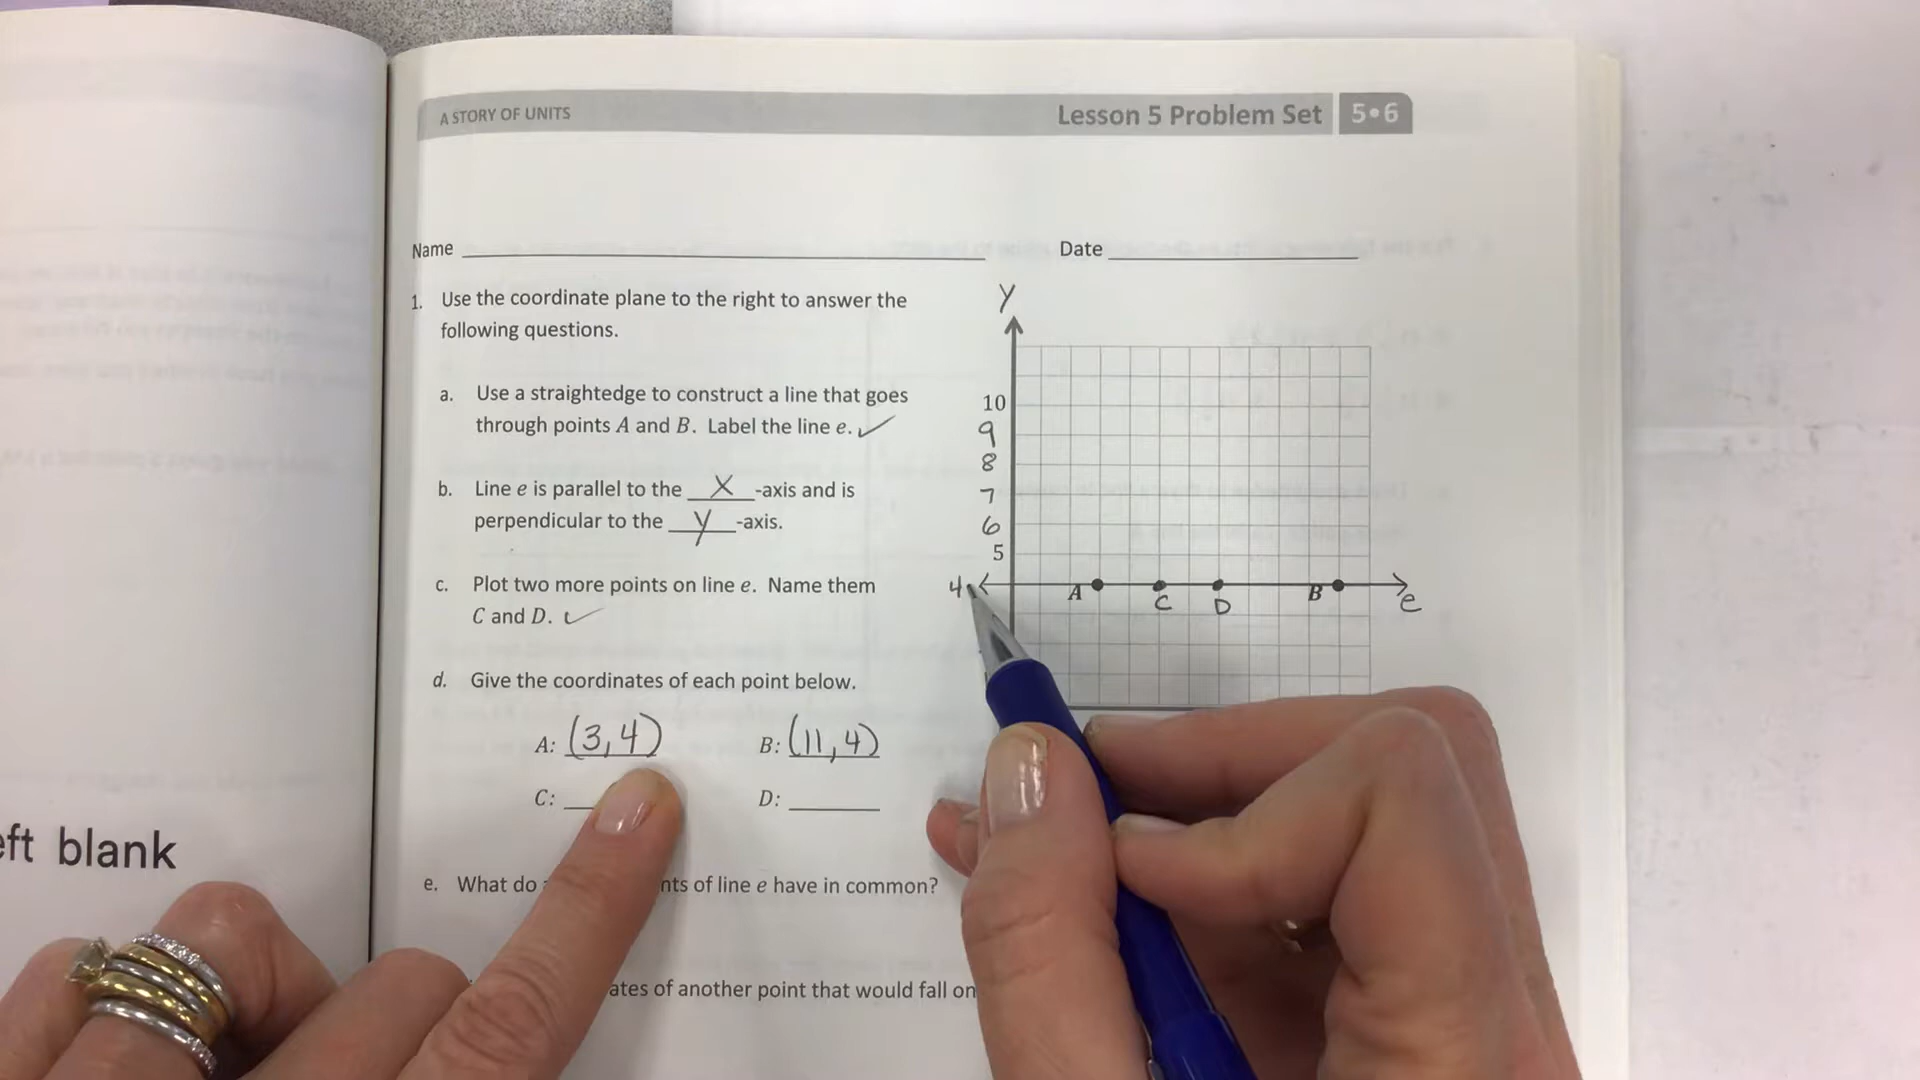 A STORY OF UNITS
Lesson 5 Problem Set 5•6
Name
Date
1. Use the coordinate plane to the right to answer the
following questions.
a. Use a straightedge to construct a line that goes
through points A and B. Label the line e.
b. Line e is parallel to the X -axis and is
perpendicular to the y -axis.
c. Plot two more points on line e. Name them
C and D.
d. Give the coordinates of each point below.
A: (3,4) B: (11,4)
C: D:
e. What do nts of line e have in common?
ates of another point that would fall on
y
10
9
8
7
6
5
4
A C D B e
eft blank